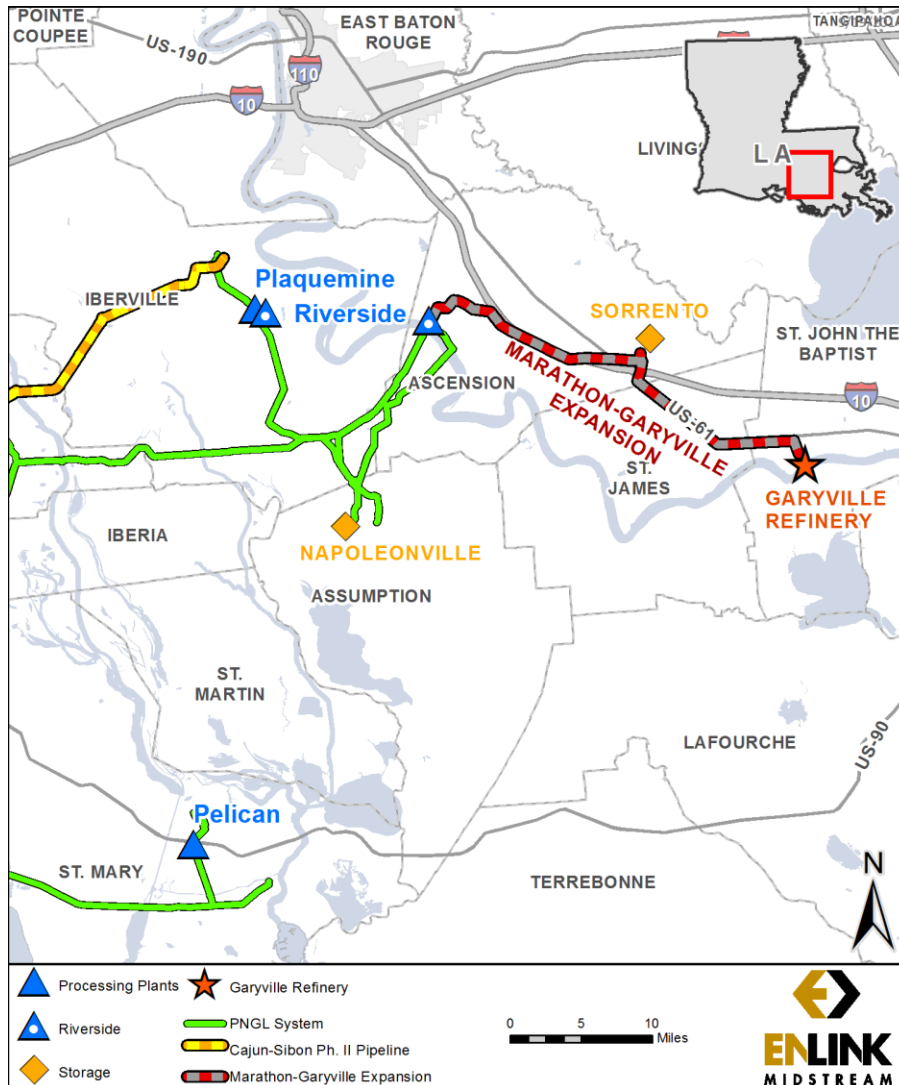 POINTE
COUPEE
US-190
EAST BATON
ROUGE
TANGIPAHOA
110
10
LIVING
LA
IBERVILLE
Plaquemine
Riverside
SORRENTO
ST. JOHN THE
BAPTIST
ASCENSION
MARATHON-GARYVILLE
EXPANSION
US-61
10
ST.
JAMES
GARYVILLE
REFINERY
IBERIA
NAPOLEONVILLE
ASSUMPTION
ST.
MARTIN
LAFOURCHE
US-90
Pelican
ST. MARY
TERREBONNE
N
Processing Plants
Garyville Refinery
Riverside
PNGL System
Cajun-Sibon Ph. II Pipeline
Storage
Marathon-Garyville Expansion
0 5 10
Miles
ENLINK
MIDSTREAM